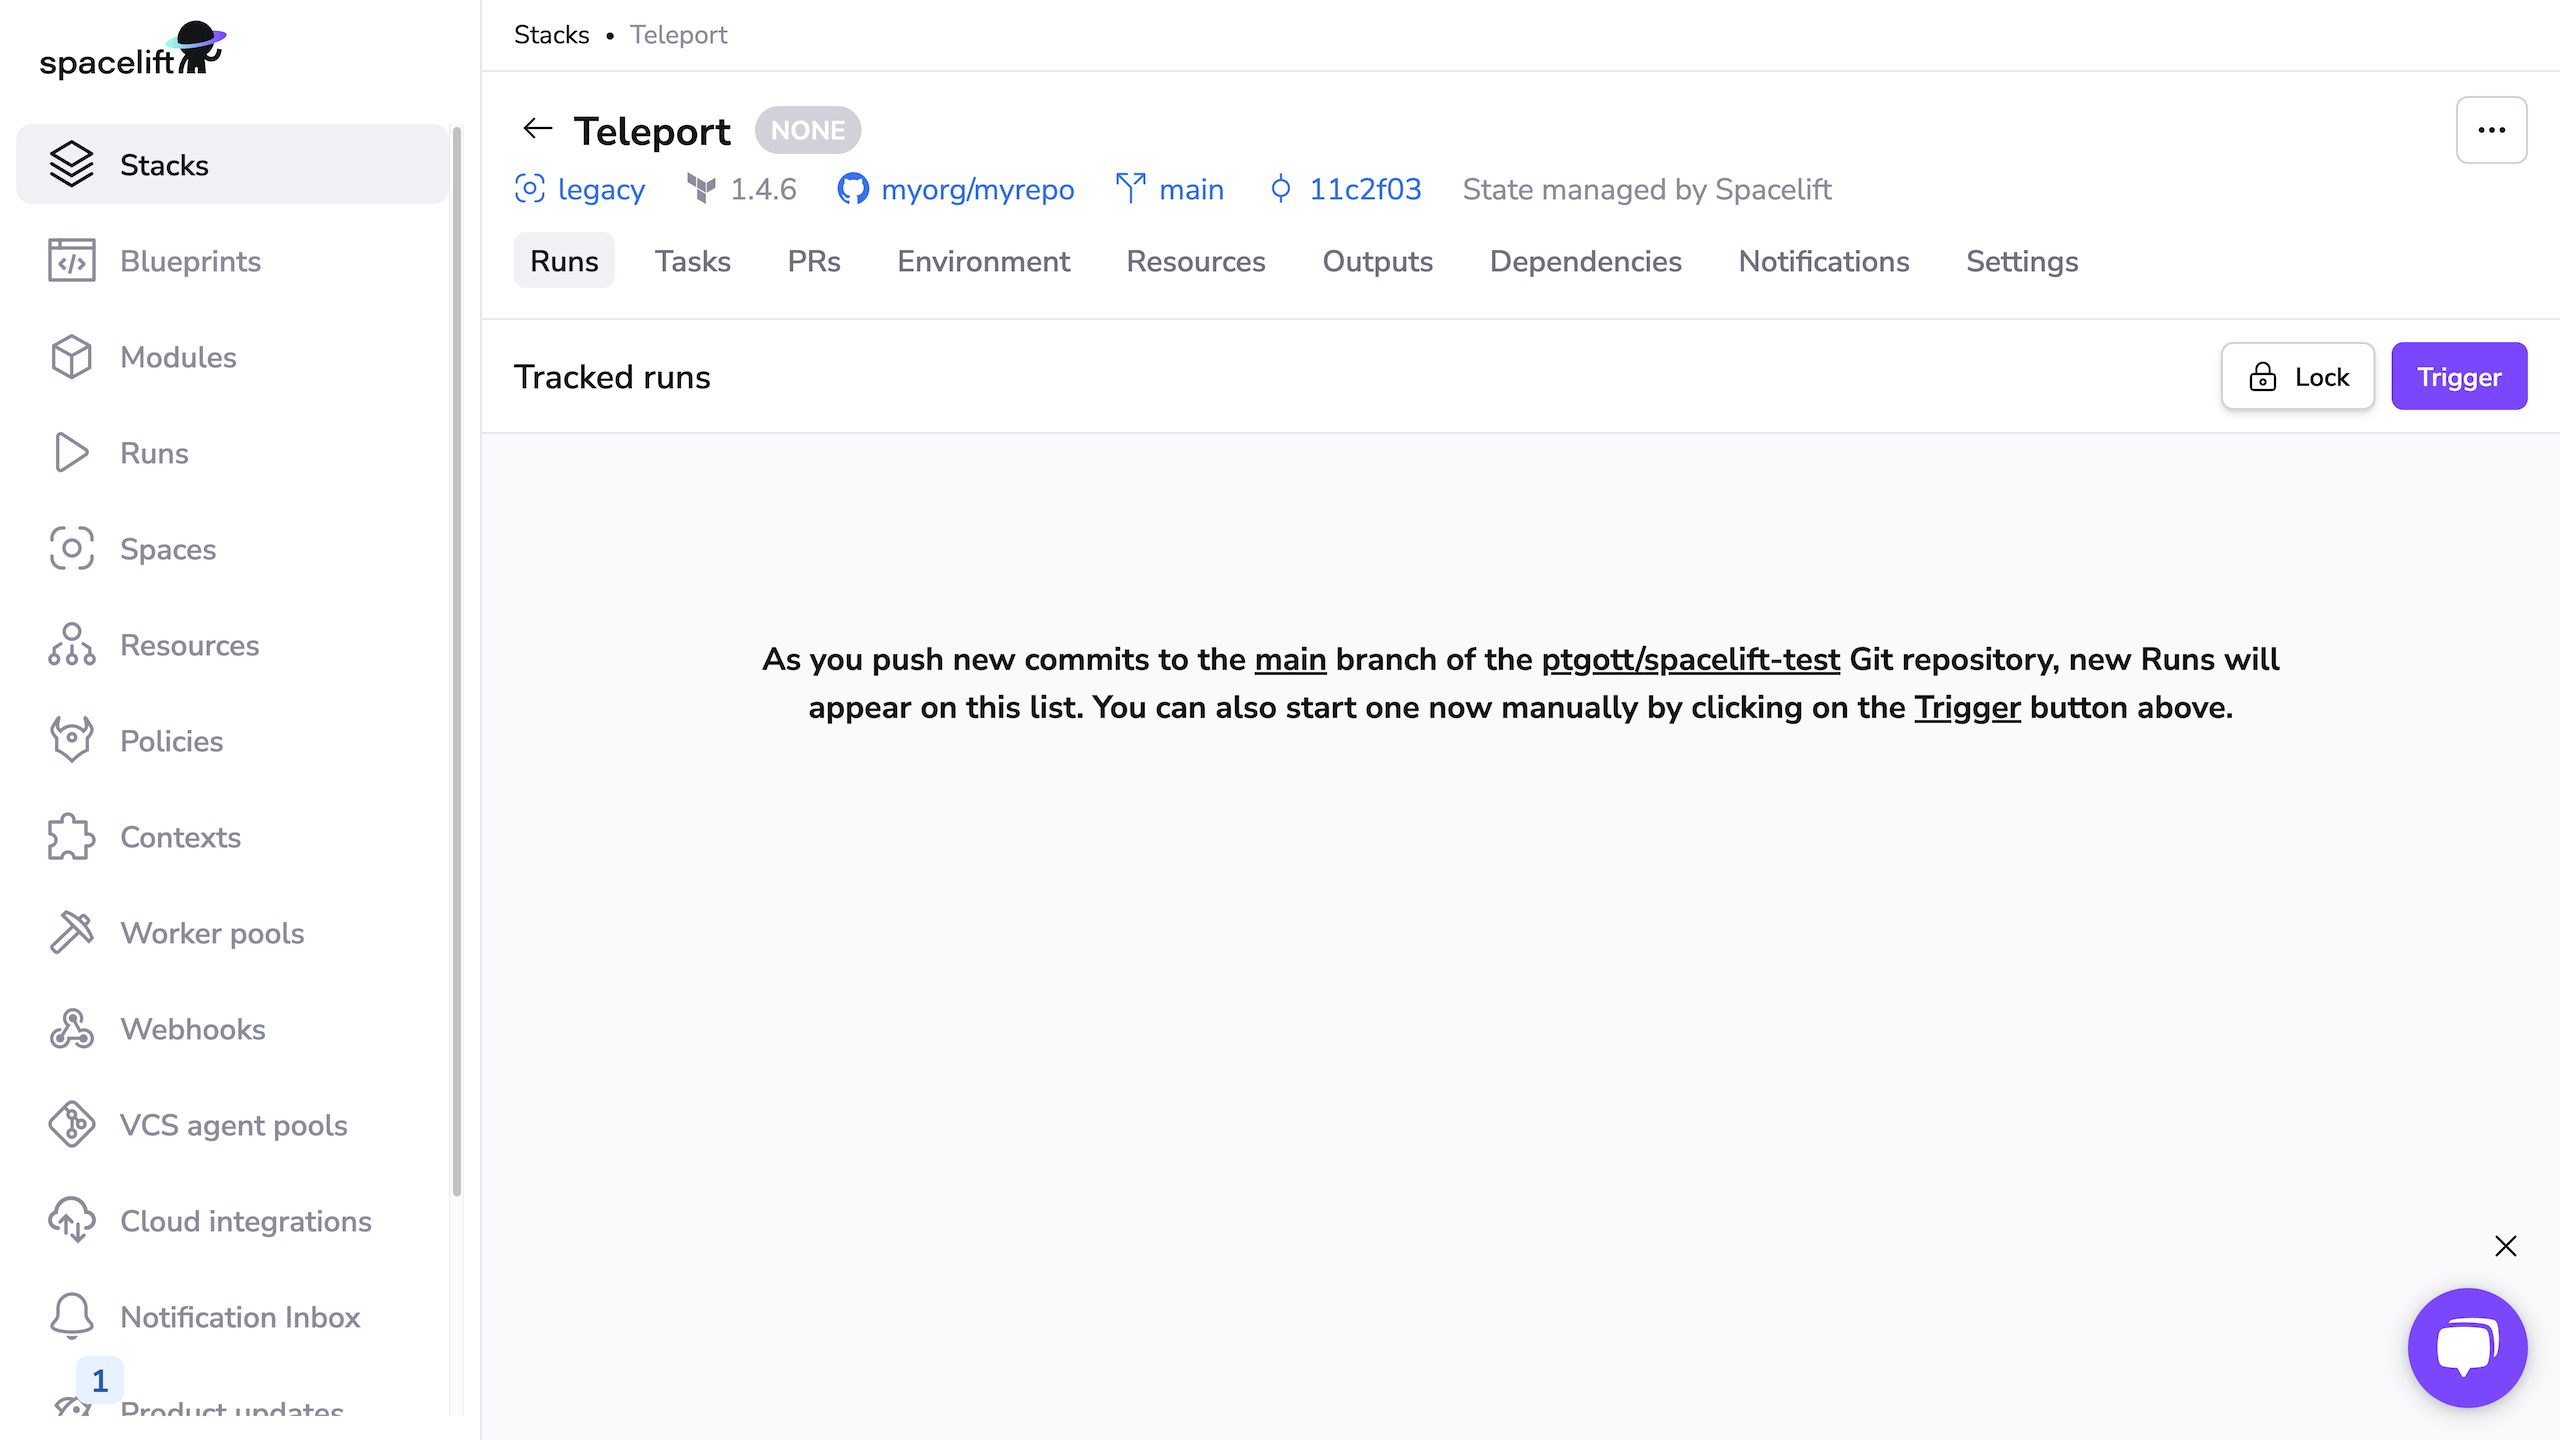 spacelift
Stacks
Blueprints
Modules
Runs
Spaces
Resources
Policies
Contexts
Worker pools
Webhooks
VCS agent pools
Cloud integrations
Notification Inbox
1
Product updates
Stacks • Teleport
Teleport NONE
legacy 1.4.6 myorg/myrepo main 11c2f03 State managed by Spacelift
Runs Tasks PRs Environment Resources Outputs Dependencies Notifications Settings
Tracked runs Lock Trigger
As you push new commits to the main branch of the ptgott/spacelift-test Git repository, new Runs will
appear on this list. You can also start one now manually by clicking on the Trigger button above.